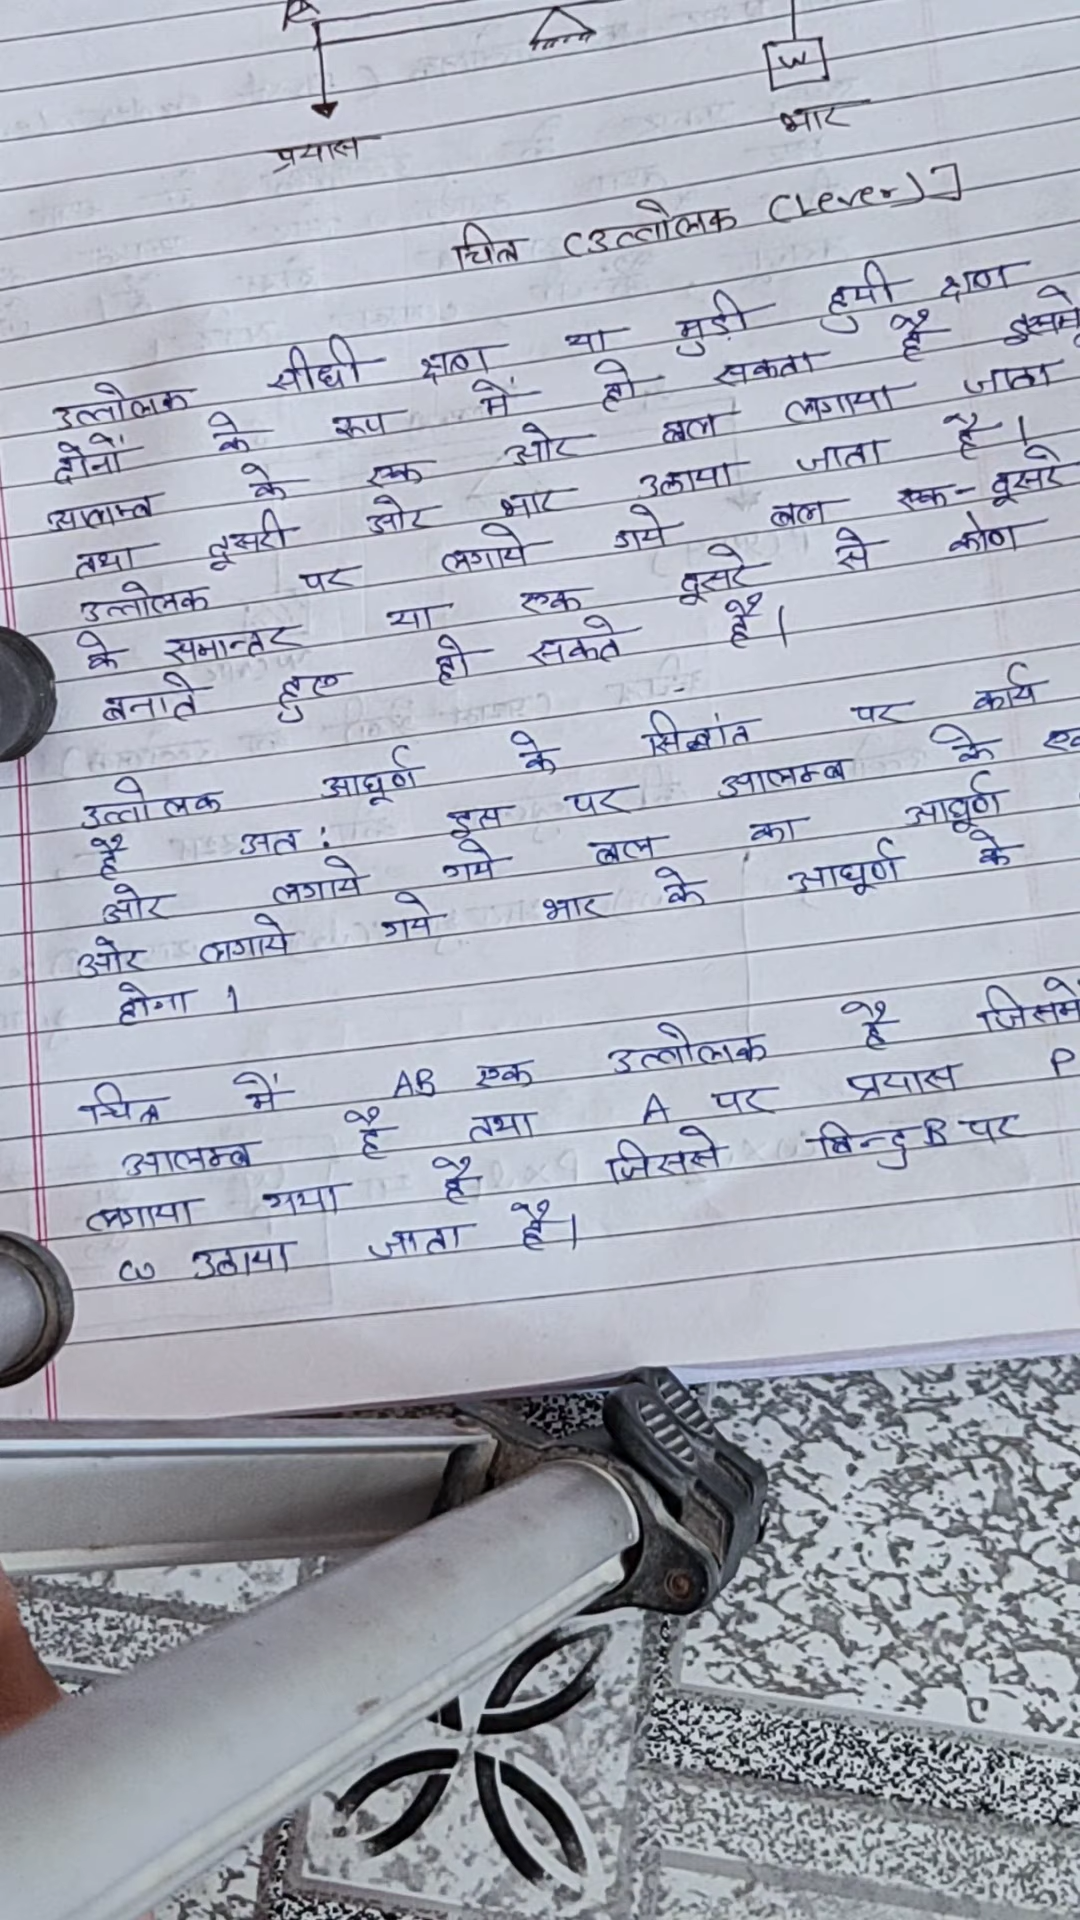 A
W
प्रयास
भार
चित्र (उत्तोलक (Lever)]
उत्तोलक सीधी क्षण या मुड़ी हुयी क्षण
दोनों के रूप में हो सकता है इसमें
आलम्ब के एक ओर बल लगाया जाता
तथा दूसरी ओर भार उठाया जाता है।
उत्तोलक पर लगाये गये बल एक-दूसरे
के समान्तर या एक दूसरे से कोण
बनाते हुए हो सकते हैं।
उत्तोलक आघूर्ण के सिद्धांत पर कार्य
है अत: इस पर आलम्ब के
ओर लगाये गये बल का आघूर्ण
ओर लगाये गये भार के आघूर्ण के
होगा ।
चित्र में AB एक उत्तोलक है जिसमें
आलम्ब है तथा A पर प्रयास P
लगाया गया है जिससे बिन्दु B पर
W उठाया जाता है।